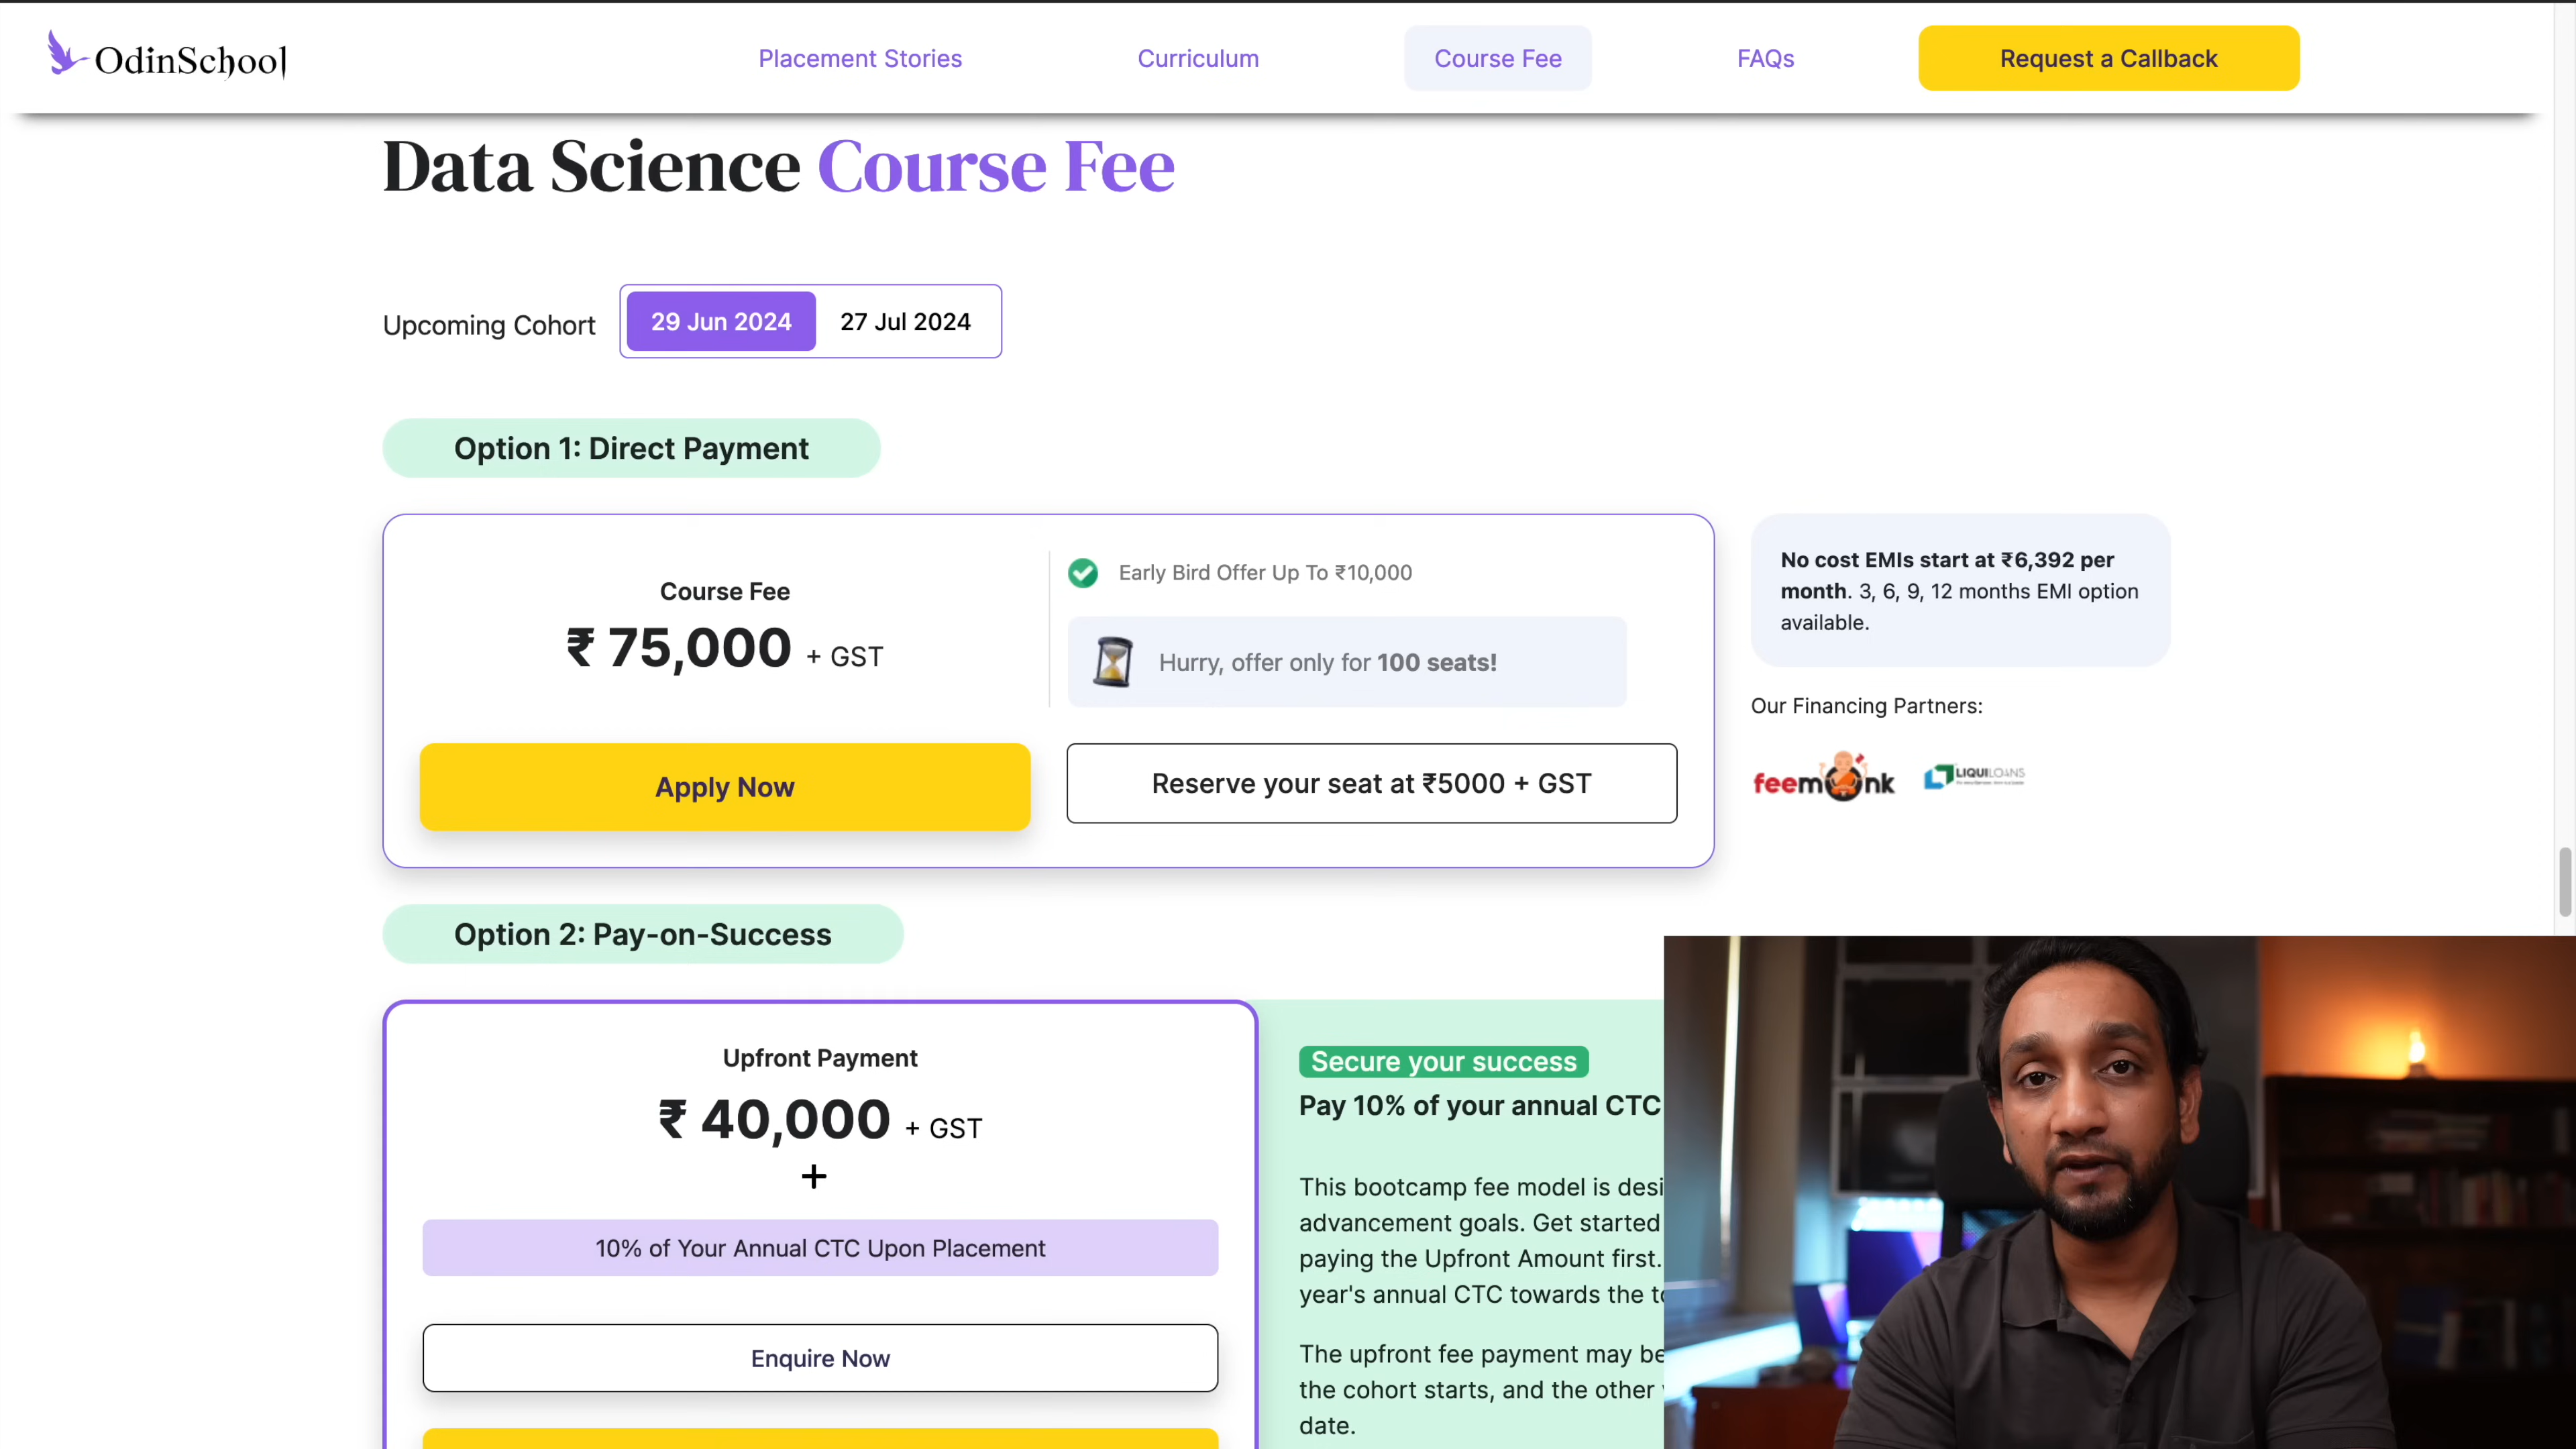 OdinSchool
Placement Stories
Curriculum
Course Fee
FAQs
Request a Callback
Data Science Course Fee
Upcoming Cohort
29 Jun 2024
27 Jul 2024
Option 1: Direct Payment
Course Fee
₹ 75,000 + GST
Early Bird Offer Up To ₹10,000
Hurry, offer only for 100 seats!
Apply Now
Reserve your seat at ₹5000 + GST
No cost EMIs start at ₹6,392 per
month. 3, 6, 9, 12 months EMI option
available.
Our Financing Partners:
feemonk
LIQUILOANS
Option 2: Pay-on-Success
Upfront Payment
₹ 40,000 + GST
+
10% of Your Annual CTC Upon Placement
Enquire Now
Secure your success
Pay 10% of your annual CTC
This bootcamp fee model is desi
advancement goals. Get started
paying the Upfront Amount first.
year's annual CTC towards the to
The upfront fee payment may be
the cohort starts, and the other
date.